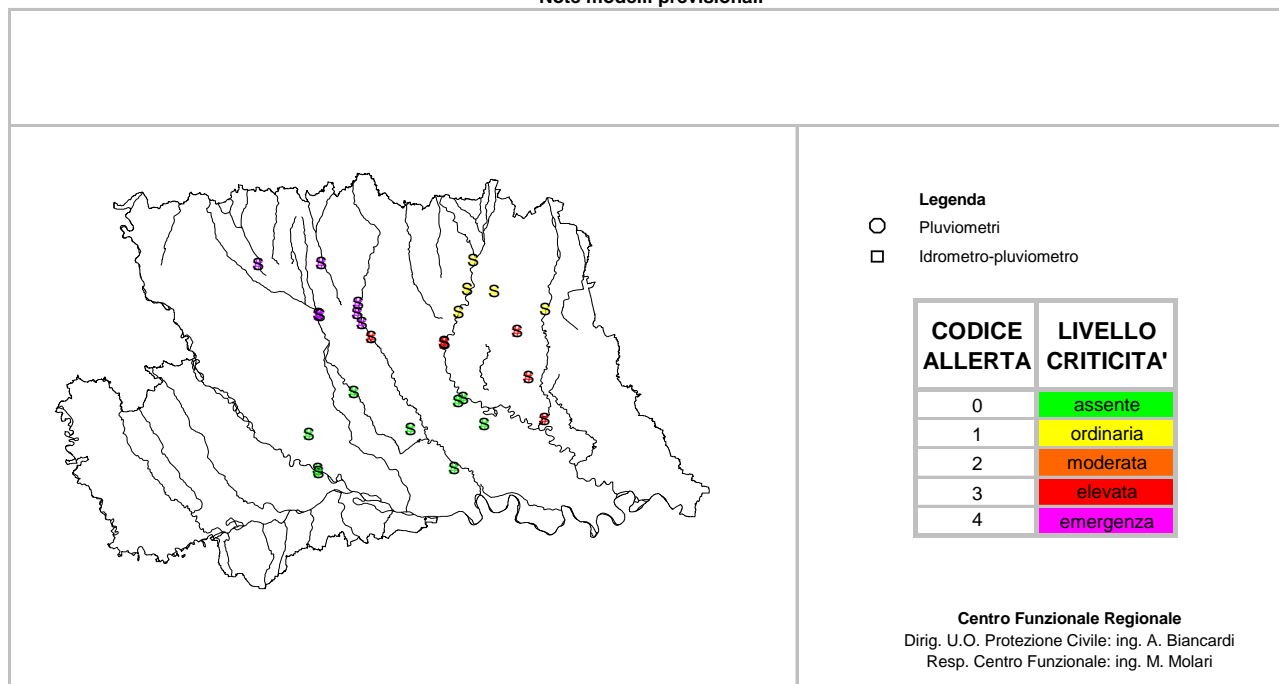 Note modelli previsionali
S S S
S
S S
S S S S
S S S
S S
S
S
S S
S
S S
S
S S
S
Legenda
Pluviometri
Idrometro-pluviometro
CODICE ALLERTA LIVELLO CRITICITA'
0 assente
1 ordinaria
2 moderata
3 elevata
4 emergenza
Centro Funzionale Regionale
Dirig. U.O. Protezione Civile: ing. A. Biancardi
Resp. Centro Funzionale: ing. M. Molari